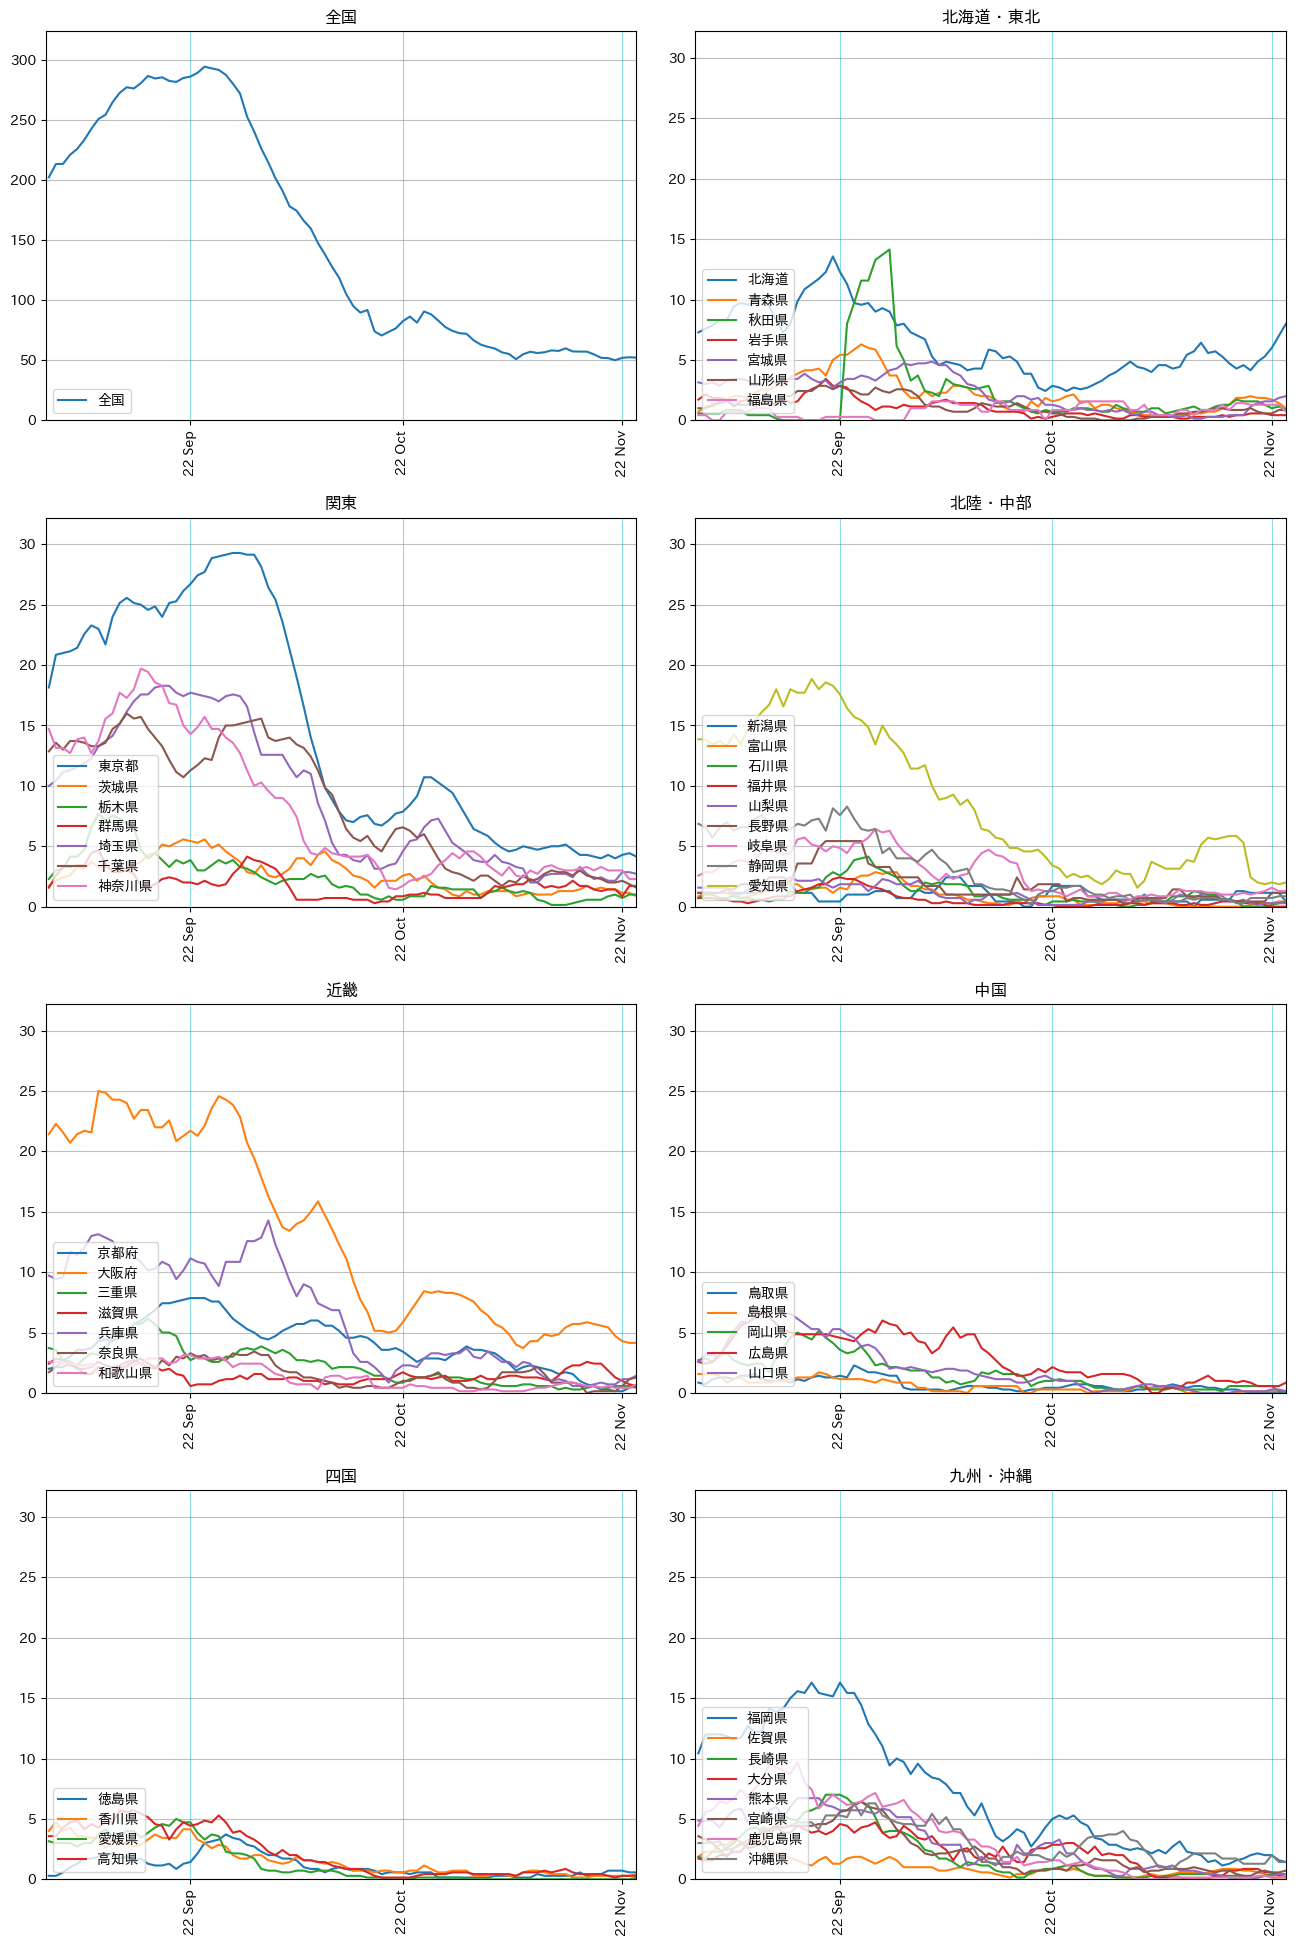 全国
300
250
200
150
100
50
0
全国
22 Sep
22 Oct
22 Nov
北海道・東北
30
25
20
15
10
5
0
北海道
青森県
秋田県
岩手県
宮城県
山形県
福島県
22 Sep
22 Oct
22 Nov
関東
30
25
20
15
10
5
0
東京都
茨城県
栃木県
群馬県
埼玉県
千葉県
神奈川県
22 Sep
22 Oct
22 Nov
北陸・中部
30
25
20
15
10
5
0
新潟県
富山県
石川県
福井県
山梨県
長野県
岐阜県
静岡県
愛知県
22 Sep
22 Oct
22 Nov
近畿
30
25
20
15
10
5
0
京都府
大阪府
三重県
滋賀県
兵庫県
奈良県
和歌山県
22 Sep
22 Oct
22 Nov
中国
30
25
20
15
10
5
0
鳥取県
島根県
岡山県
広島県
山口県
22 Sep
22 Oct
22 Nov
四国
30
25
20
15
10
5
0
徳島県
香川県
愛媛県
高知県
22 Sep
22 Oct
22 Nov
九州・沖縄
30
25
20
15
10
5
0
福岡県
佐賀県
長崎県
大分県
熊本県
宮崎県
鹿児島県
沖縄県
22 Sep
22 Oct
22 Nov